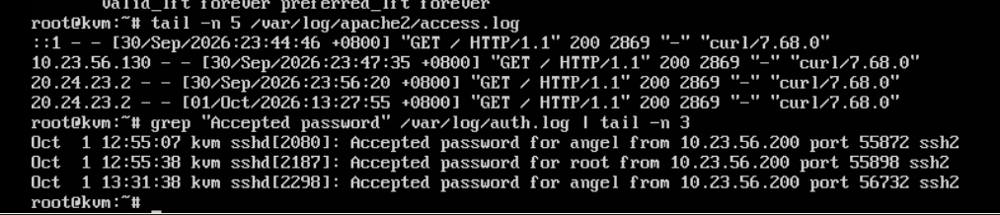 valid_lft forever preferred_lft forever
root@kvm:~# tail -n 5 /var/log/apache2/access.log
::1 - - [30/Sep/2026:23:44:46 +0800] "GET / HTTP/1.1" 200 2869 "-" "curl/7.68.0"
10.23.56.130 - - [30/Sep/2026:23:47:35 +0800] "GET / HTTP/1.1" 200 2869 "-" "curl/7.68.0"
20.24.23.2 - - [30/Sep/2026:23:56:20 +0800] "GET / HTTP/1.1" 200 2869 "-" "curl/7.68.0"
20.24.23.2 - - [01/Oct/2026:13:27:55 +0800] "GET / HTTP/1.1" 200 2869 "-" "curl/7.68.0"
root@kvm:~# grep "Accepted password" /var/log/auth.log | tail -n 3
Oct  1 12:55:07 kvm sshd[2080]: Accepted password for angel from 10.23.56.200 port 55872 ssh2
Oct  1 12:55:38 kvm sshd[2187]: Accepted password for root from 10.23.56.200 port 55898 ssh2
Oct  1 13:31:38 kvm sshd[2298]: Accepted password for angel from 10.23.56.200 port 56732 ssh2
root@kvm:~# _